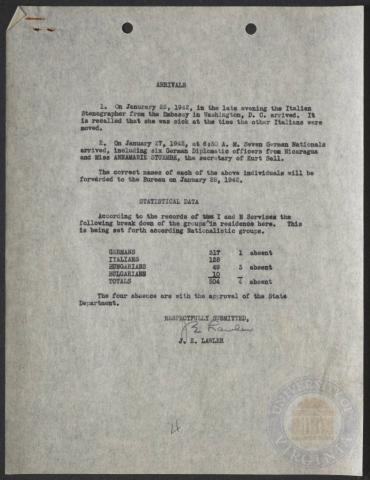 ARRIVALS
1. On January 25, 1942, in the late evening the Italian
Stenographer from the Embassy in Washington, D. C. arrived. It
is recalled that she was sick at the time the other Italians were
moved.
2. On January 27, 1942, at 6:30 A. M. Seven German Nationals
arrived, including six German Diplomatic officers from Nicaragua
and Miss ANNAMARIE the secretary of Kurt Sell.
The correct names of each of the above individuals will be
forwarded to the Bureau on January 28, 1942.
STATISTICAL DATA
According to the records of the I and N Services the
following break down of the groups in residence here. This
is being set forth according Nationalistic groups.
GERMANS 317 1 absent
ITALIANS 128
HUNGARIANS 49 3 absent
BULGARIANS 10
TOTALS 504 4 absent
The four absence are with the approval of the State
Department.
RESPECTFULLY SUBMITTED,
J E Lawler
J. E. LAWLER
UNIVERSITY OF VIRGINIA